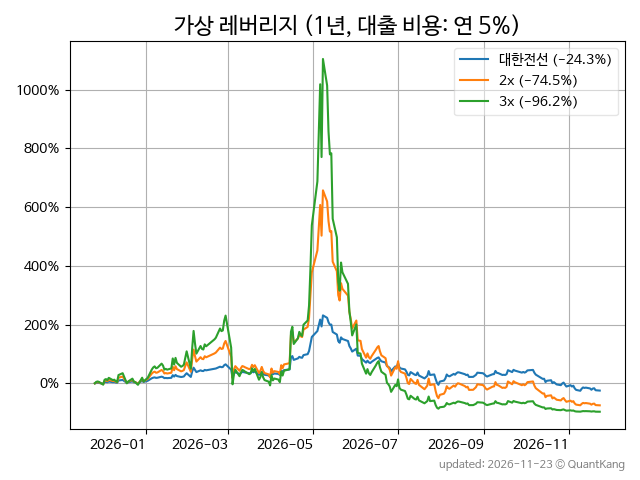 가상 레버리지 (1년, 대출 비용: 연 5%)
대한전선 (-24.3%)
2x (-74.5%)
3x (-96.2%)
1000%
800%
600%
400%
200%
0%
2026-01 2026-03 2026-05 2026-07 2026-09 2026-11
updated: 2026-11-23 © QuantKang